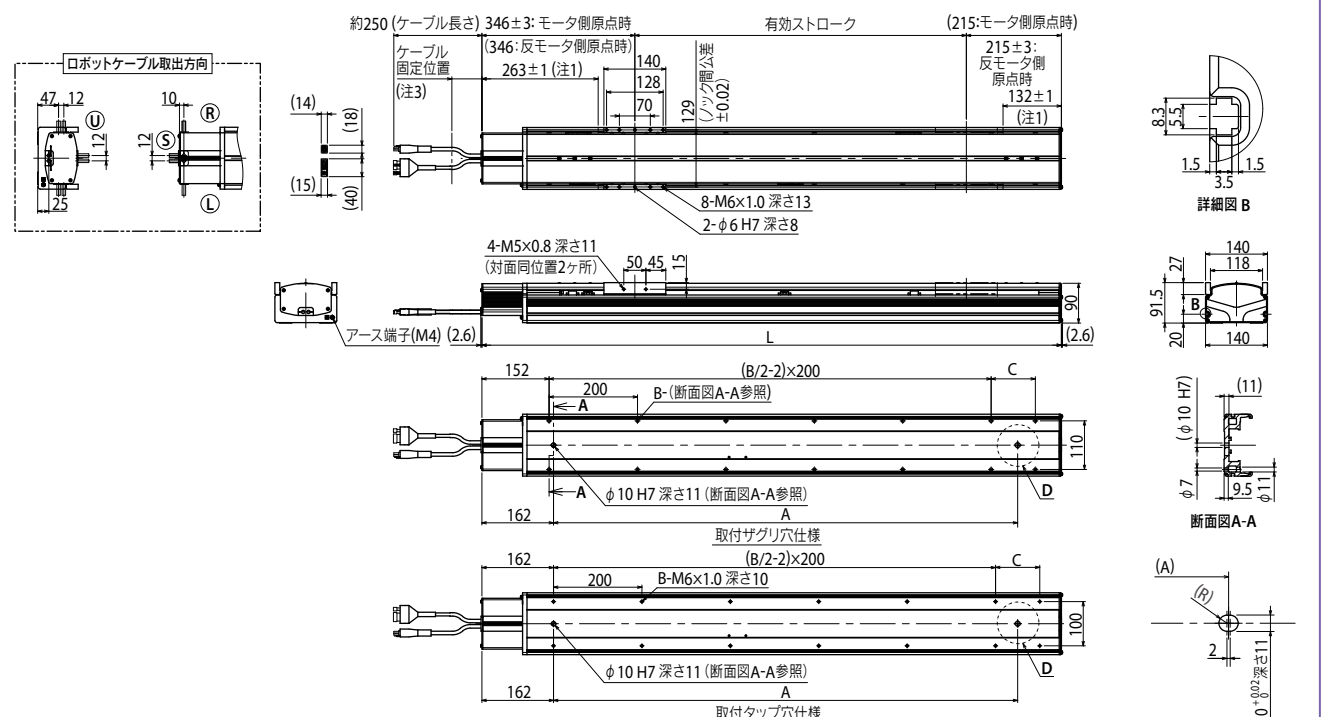 約250 (ケーブル長さ)
346±3: モータ側原点時
(346:反モータ側原点時)
有効ストローク
(215:モータ側原点時)
215±3:
反モータ側
原点時
ケーブル
固定位置
(注3)
263±1 (注1)
140
128
70
129
(ノック間公差
±0.02)
132±1
(注1)
ロボットケーブル取出方向
47
12
U
12
25
10
R
12
S
L
(14)
(18)
(15)
(40)
8-M6×1.0 深さ13
2-φ6 H7 深さ8
8.3
5.5
1.5
1.5
3.5
詳細図 B
4-M5×0.8 深さ11
(対面同位置2ヶ所)
50
45
15
90
アース端子(M4)
(2.6)
L
(2.6)
140
118
27
91.5
B
20
140
152
(B/2-2)×200
C
200
B-(断面図A-A参照)
A
110
A
φ10 H7 深さ11 (断面図A-A参照)
D
162
A
取付ザグリ穴仕様
(φ10 H7)
(11)
φ7
9.5
φ11
断面図A-A
162
(B/2-2)×200
C
200
B-M6×1.0 深さ10
100
φ10 H7 深さ11 (断面図A-A参照)
D
162
A
取付タップ穴仕様
(A)
(R)
2
0 +0.02 0 深さ11